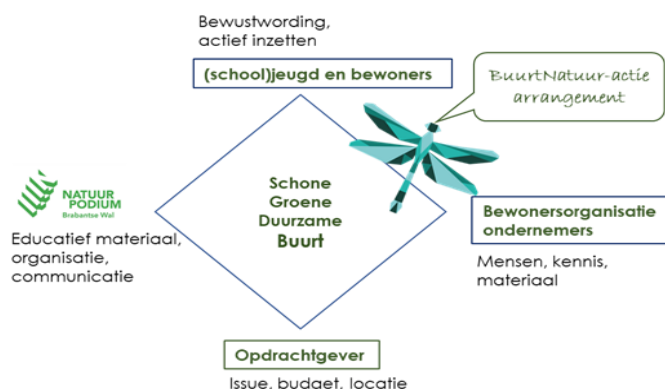 Bewustwording,
actief inzetten
(school)jeugd en bewoners
BuurtNatuur-actie
arrangement
NATUUR
PODIUM
Brabantse Wal
Educatief materiaal,
organisatie,
communicatie
Schone
Groene
Duurzame
Buurt
Bewonersorganisatie
ondernemers
Mensen, kennis,
materiaal
Opdrachtgever
Issue, budget, locatie